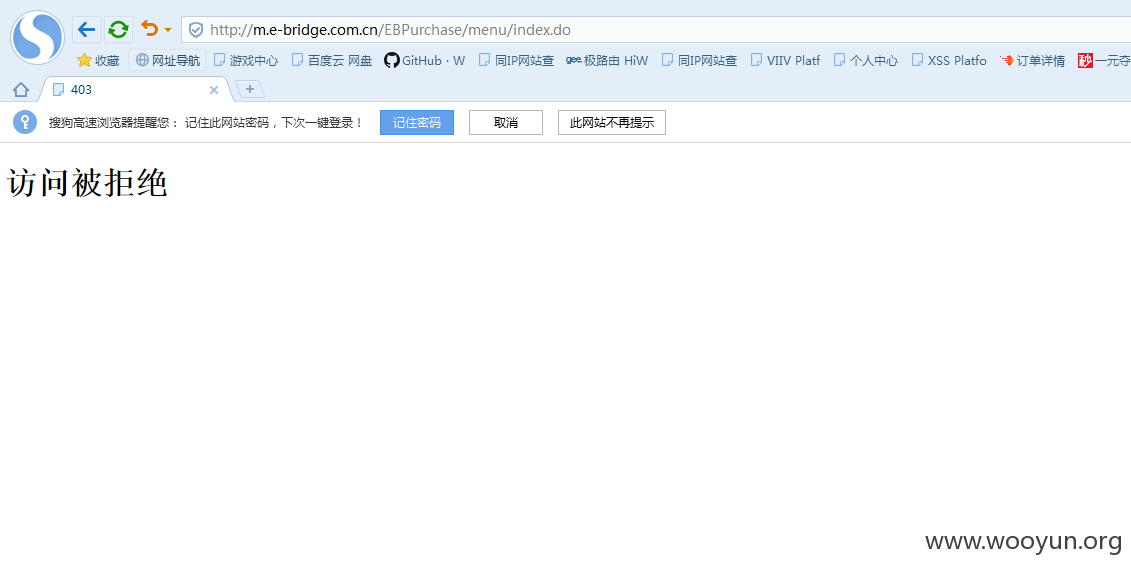 http://m.e-bridge.com.cn/EBPurchase/menu/index.do
收藏 网址导航 游戏中心 百度云 网盘 GitHub · W 同IP网站查 gee 极路由 HiW 同IP网站查 VIIV Platf 个人中心 XSS Platfo 订单详情 秒 一元夺
403
搜狗高速浏览器提醒您： 记住此网站密码，下次一键登录！ 记住密码 取消 此网站不再提示
访问被拒绝
www.wooyun.org